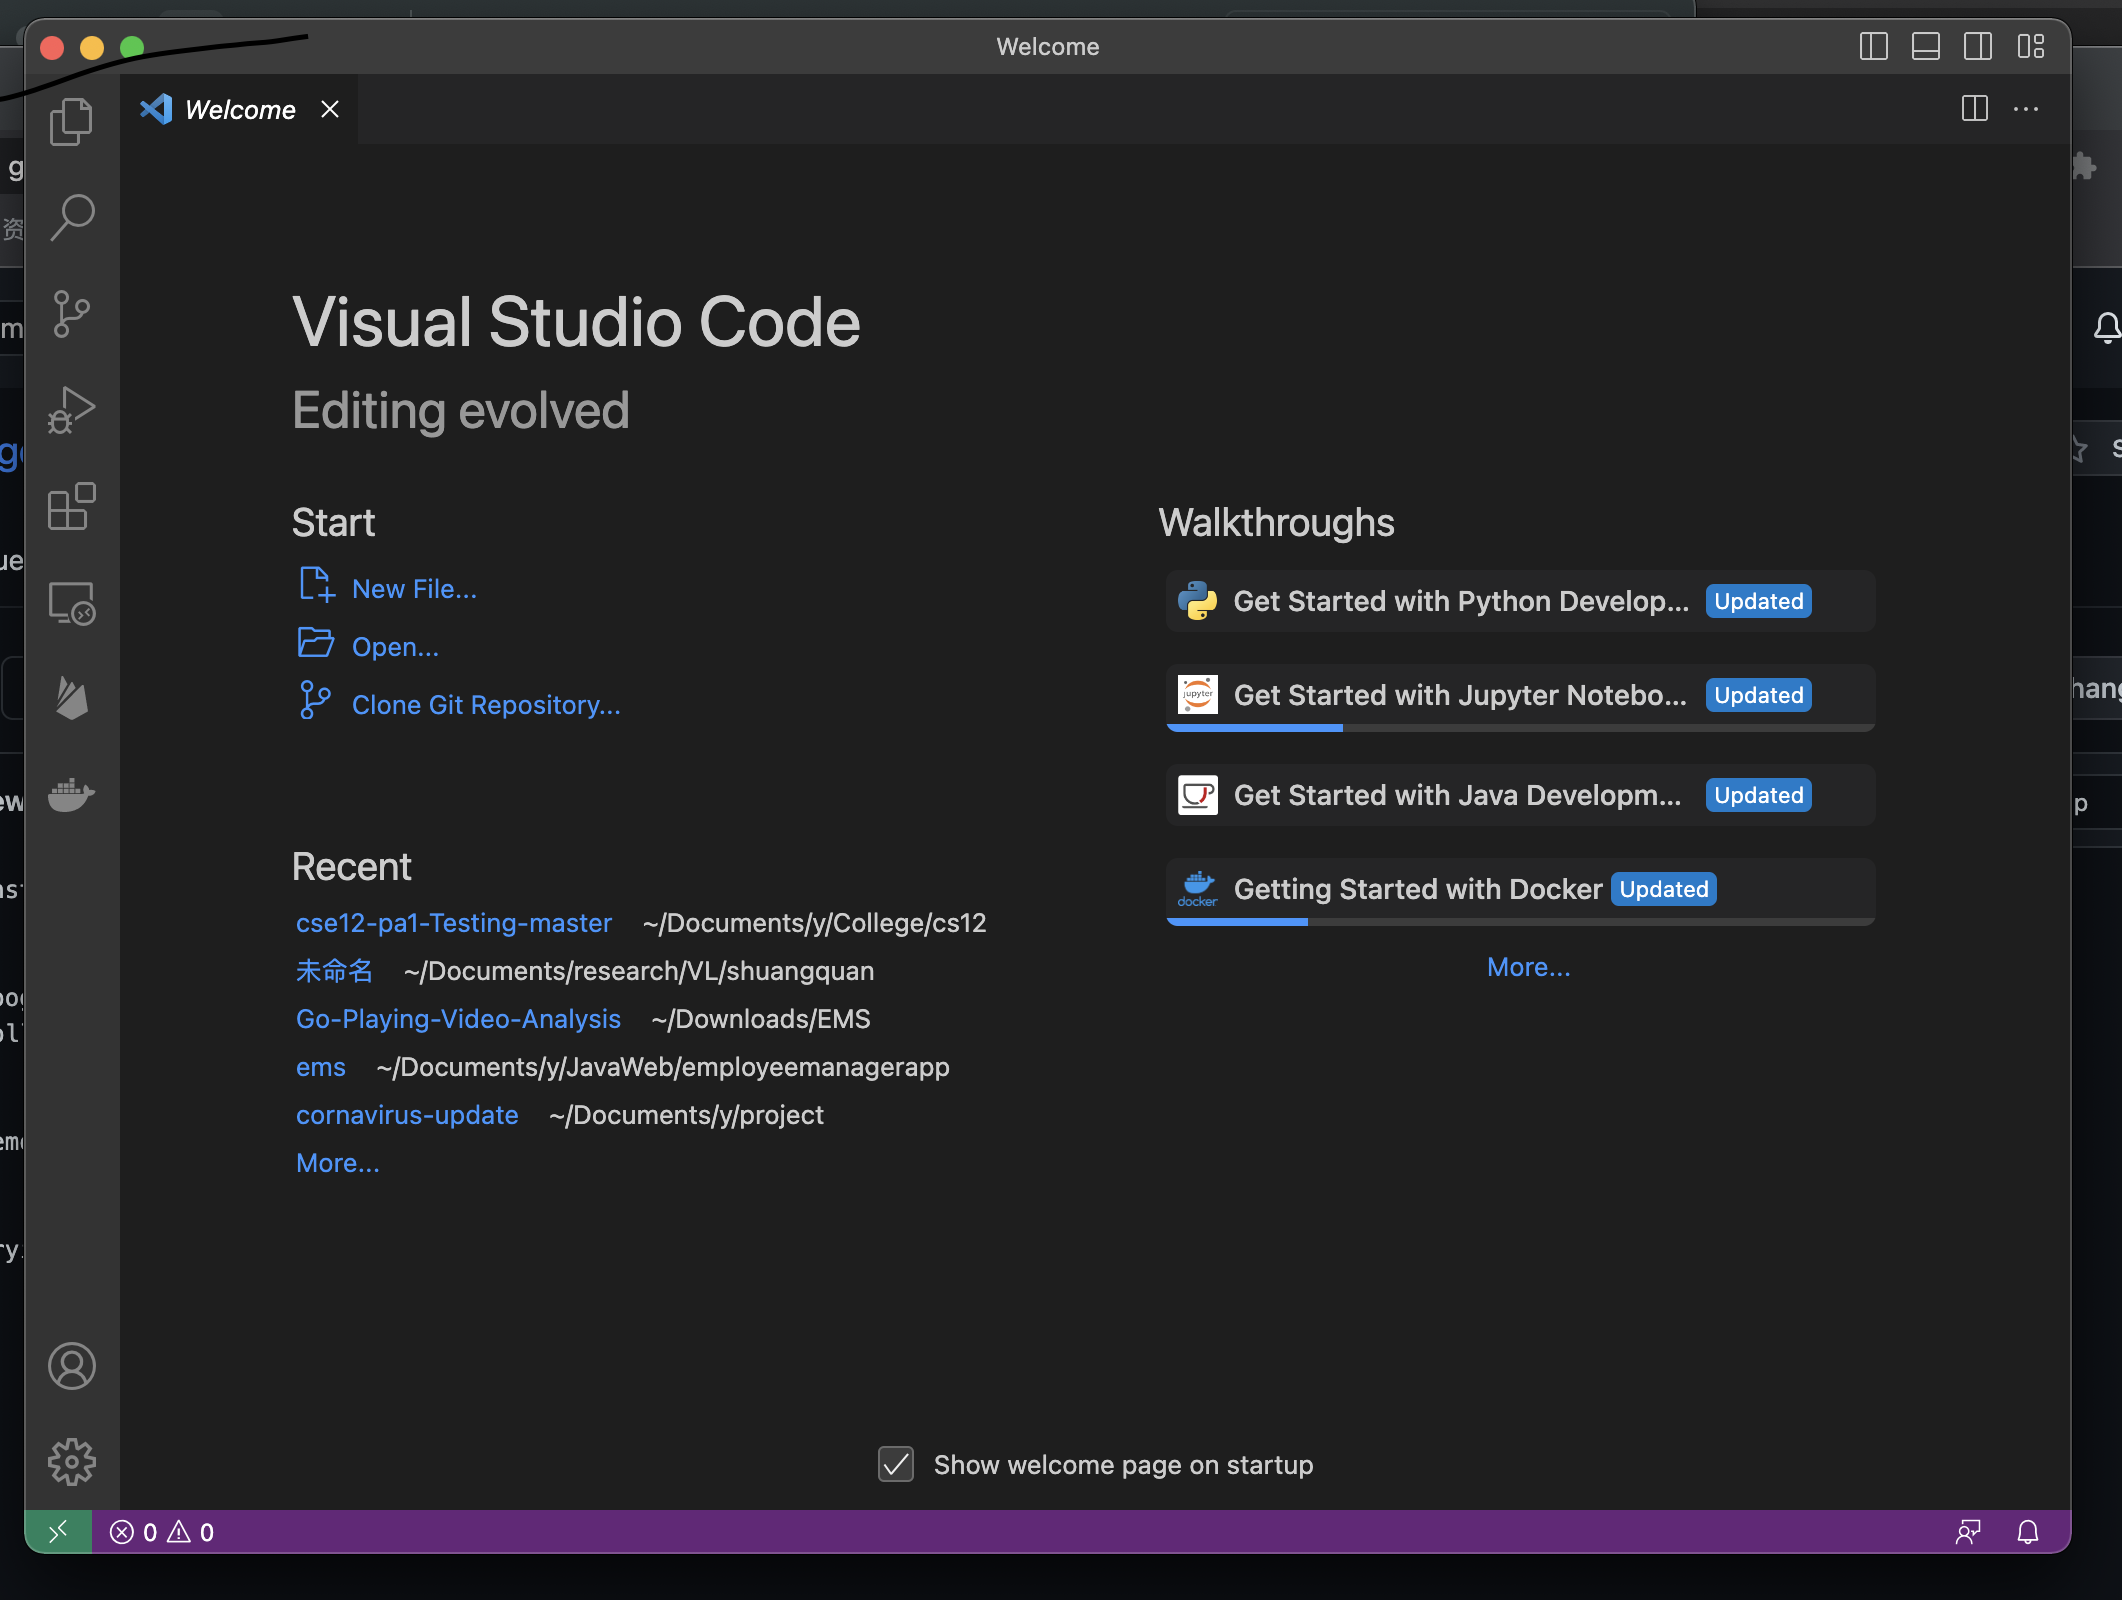 Welcome
Welcome
Visual Studio Code
Editing evolved
Start
New File...
Open...
Clone Git Repository...
Recent
cse12-pa1-Testing-master ~/Documents/y/College/cs12
未命名 ~/Documents/research/VL/shuangquan
Go-Playing-Video-Analysis ~/Downloads/EMS
ems ~/Documents/y/JavaWeb/employeemanagerapp
cornavirus-update ~/Documents/y/project
More...
Walkthroughs
Get Started with Python Develop... Updated
jupyter
Get Started with Jupyter Notebo... Updated
Get Started with Java Developm... Updated
docker
Getting Started with Docker Updated
More...
Show welcome page on startup
0 0